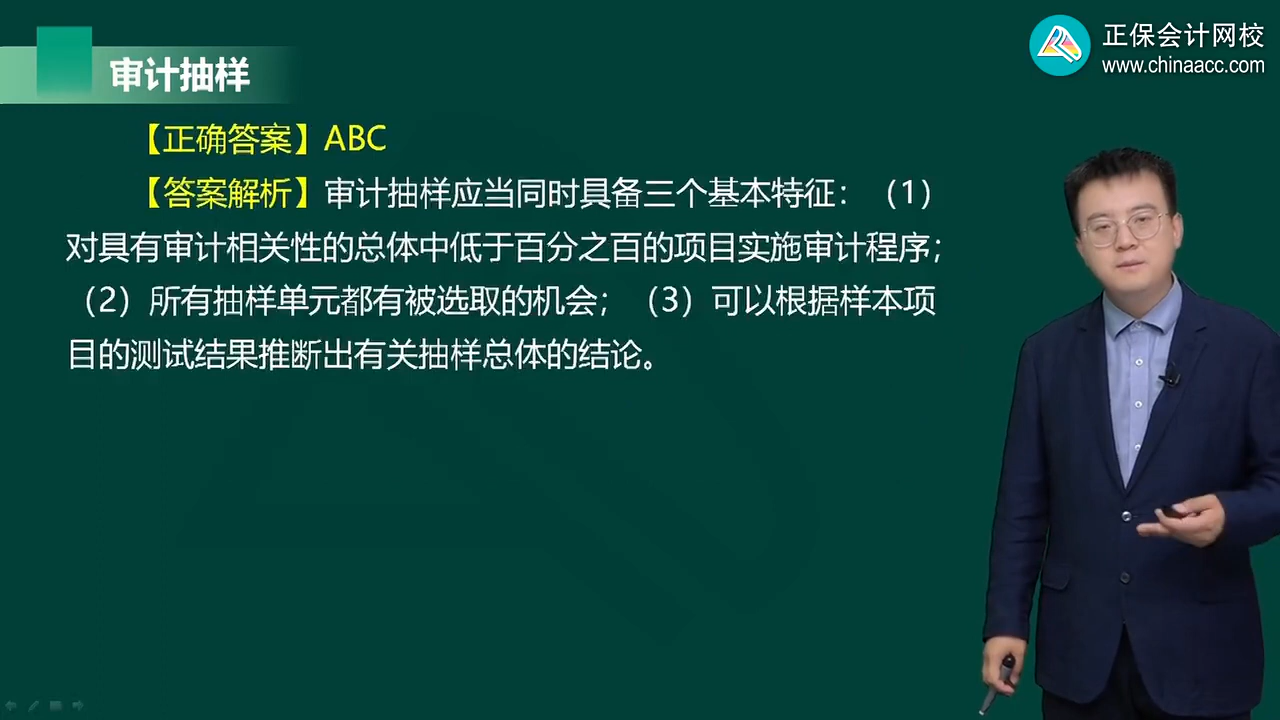 审计抽样
正保会计网校
www.chinaacc.com
【正确答案】ABC
【答案解析】审计抽样应当同时具备三个基本特征：（1）
对具有审计相关性的总体中低于百分之百的项目实施审计程序；
（2）所有抽样单元都有被选取的机会；（3）可以根据样本项
目的测试结果推断出有关抽样总体的结论。